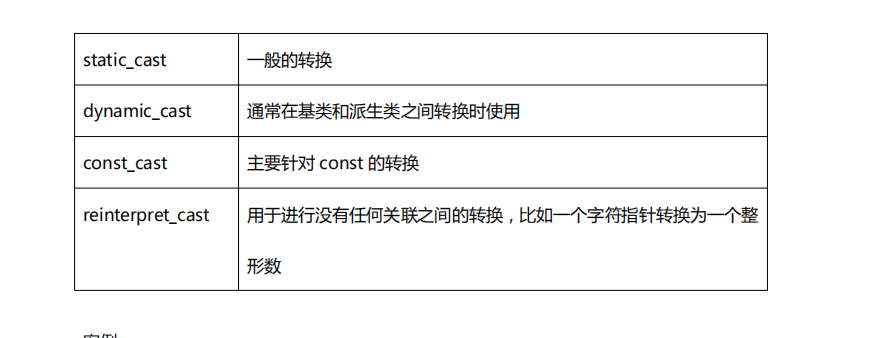 static_cast 一般的转换
dynamic_cast 通常在基类和派生类之间转换时使用
const_cast 主要针对 const 的转换
reinterpret_cast 用于进行没有任何关联之间的转换，比如一个字符指针转换为一个整
形数